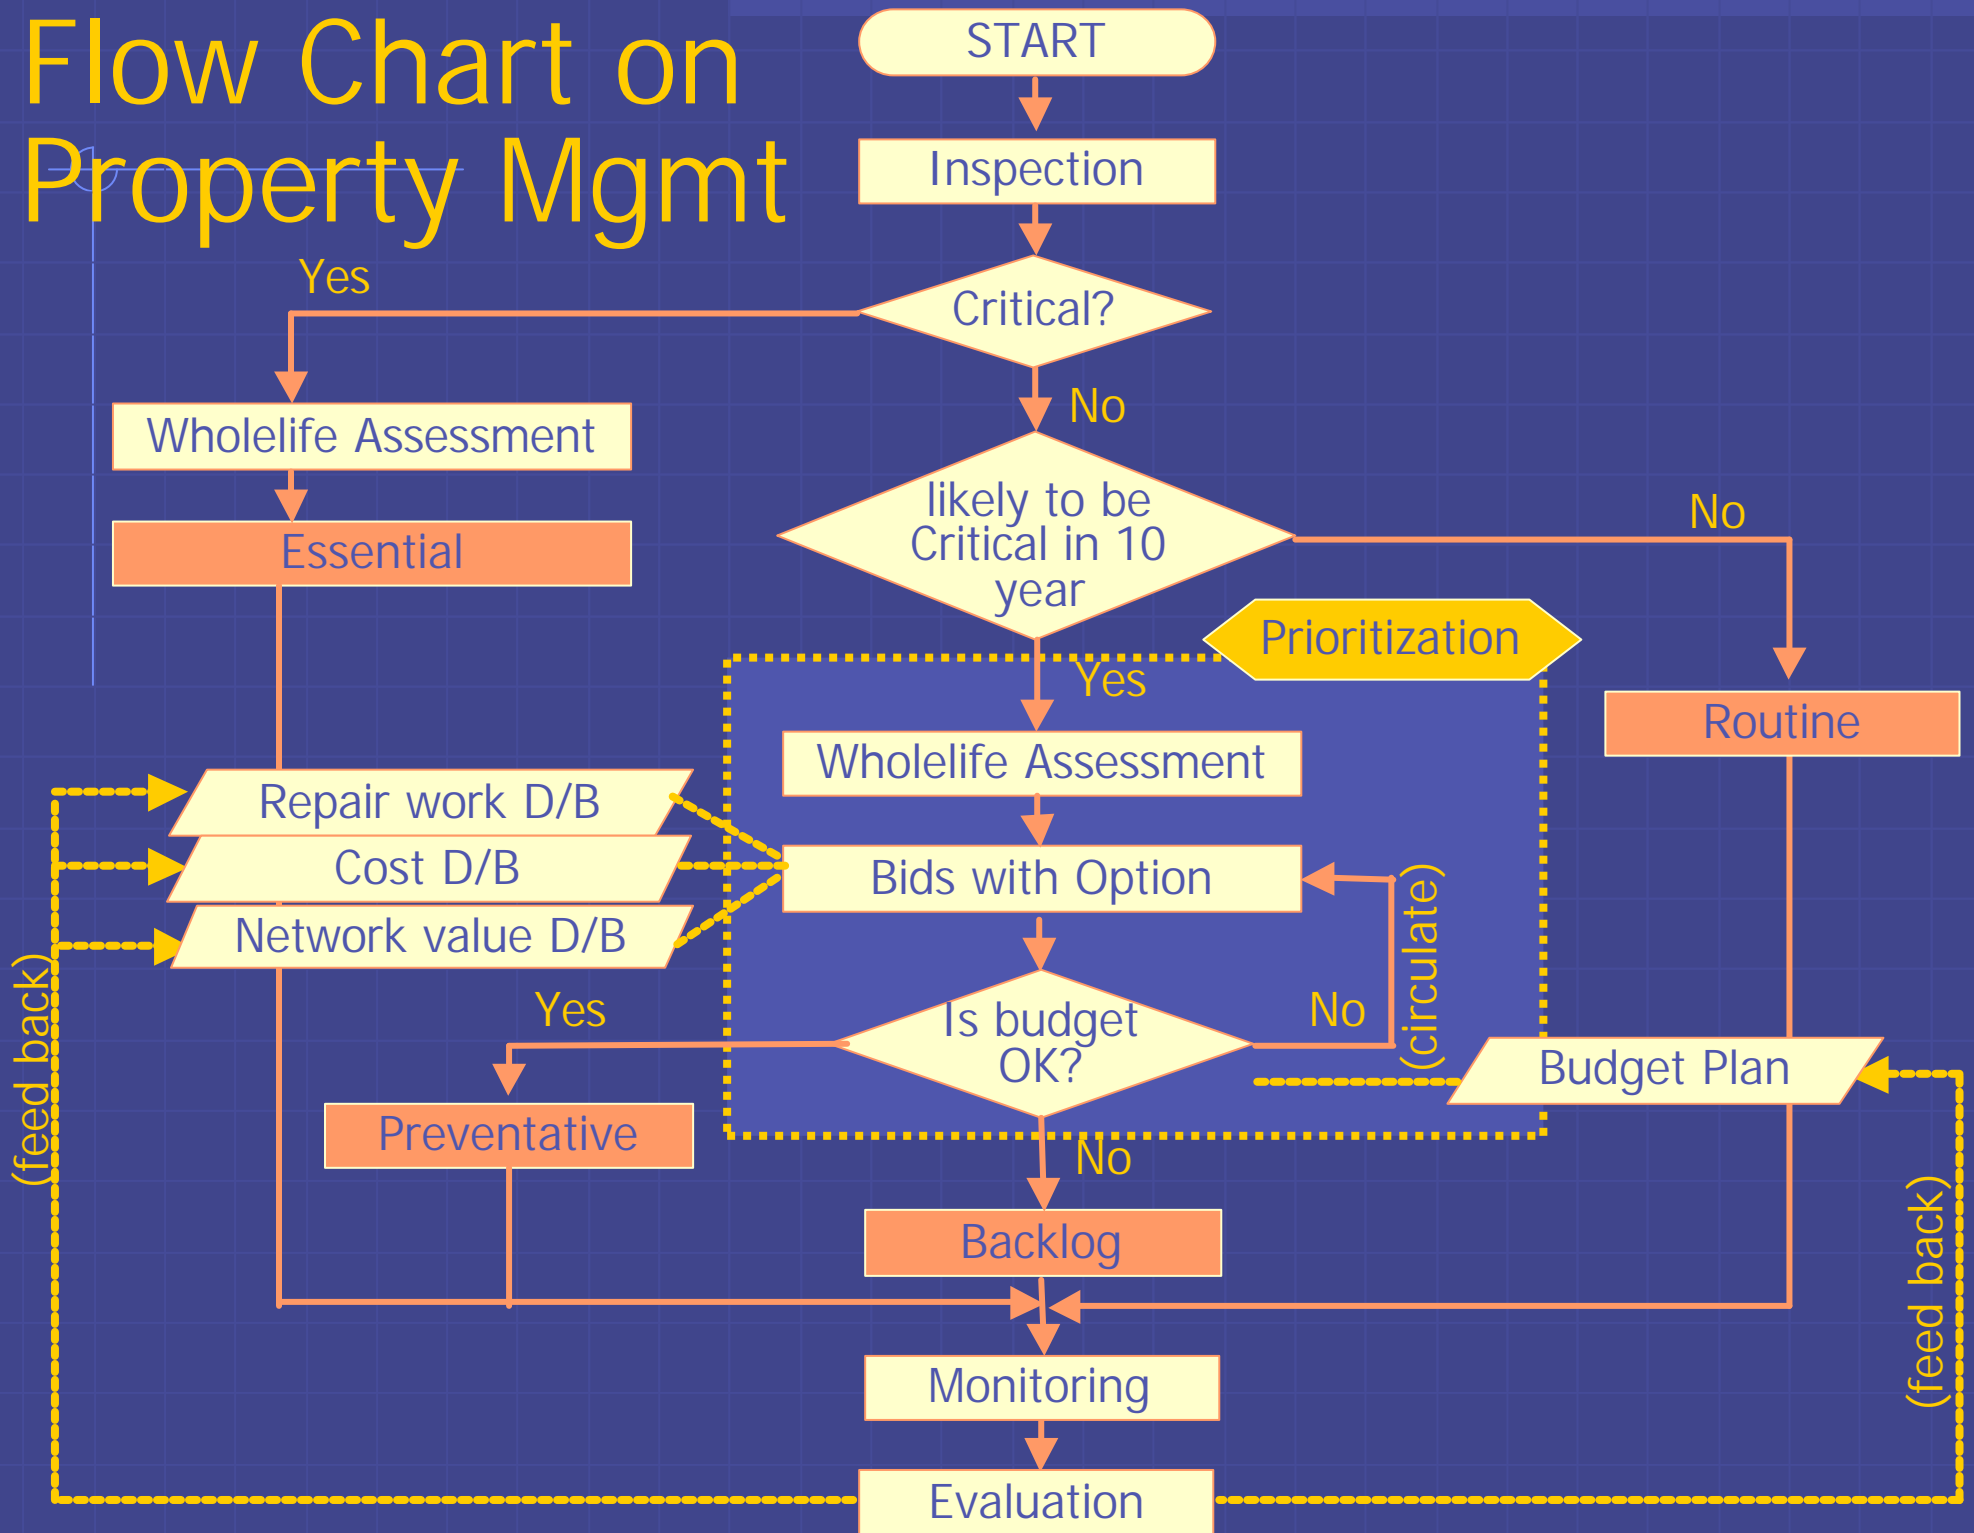 Flow Chart on
Property Mgmt
START
Inspection
Critical?
Yes
No
Wholelife Assessment
Essential
likely to be
Critical in 10
year
No
Prioritization
Yes
Routine
Wholelife Assessment
Repair work D/B
Cost D/B
Network value D/B
Bids with Option
(circulate)
(feed back)
Yes
Is budget
OK?
No
Budget Plan
Preventative
No
Backlog
(feed back)
Monitoring
Evaluation